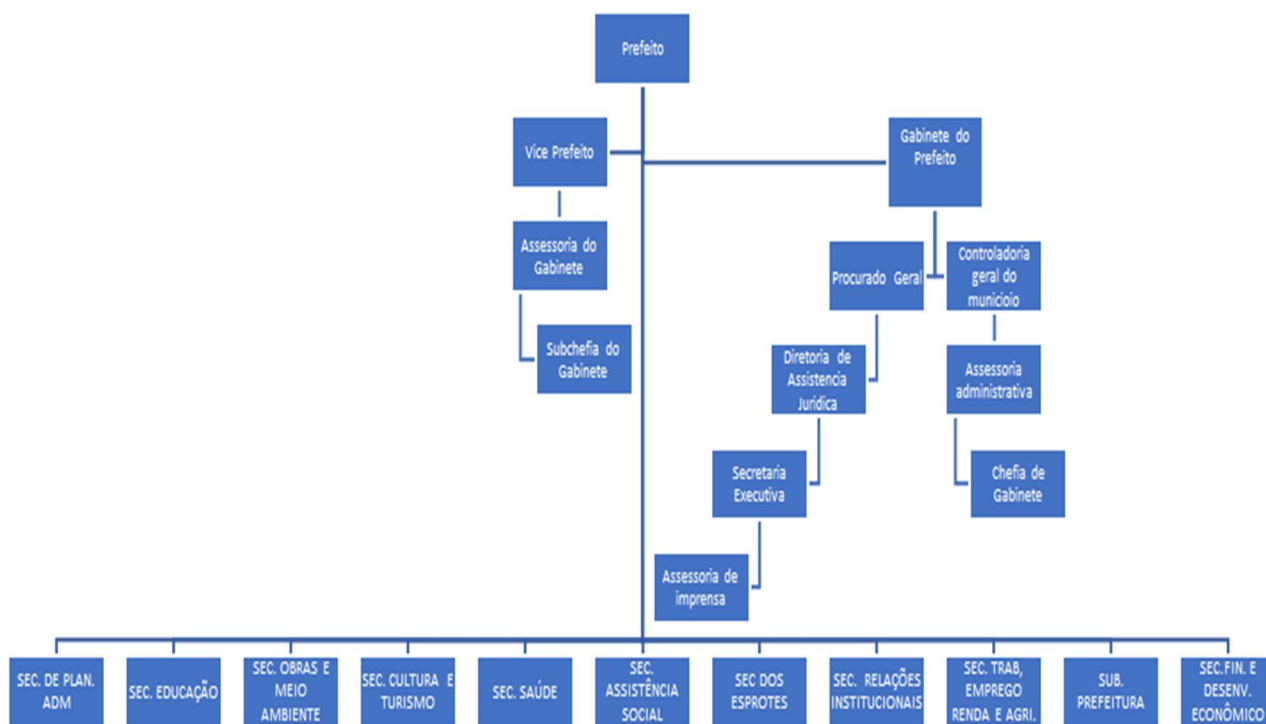 Prefeito
Vice Prefeito
Gabinete do
Prefeito
Assessoria do
Gabinete
Procurado Geral
Controladoria
geral do
municioio
Subchefia do
Gabinete
Diretoria de
Assistencia
Juridica
Assessoria
administrativa
Secretaria
Executiva
Chefia de
Gabinete
Assessoria de
imprensa
SEC. DE PLAN.
ADM
SEC. EDUCAÇÃO
SEC. OBRAS E
MEIO
AMBIENTE
SEC. CULTURA E
TURISMO
SEC. SAÚDE
SEC.
ASSISTÊNCIA
SOCIAL
SEC DOS
ESPROTES
SEC. RELAÇÕES
INSTITUCIONAIS
SEC. TRAB,
EMPREGO
RENDA E AGRI.
SUB.
PREFEITURA
SEC.FIN. E
DESENV.
ECONÔMICO